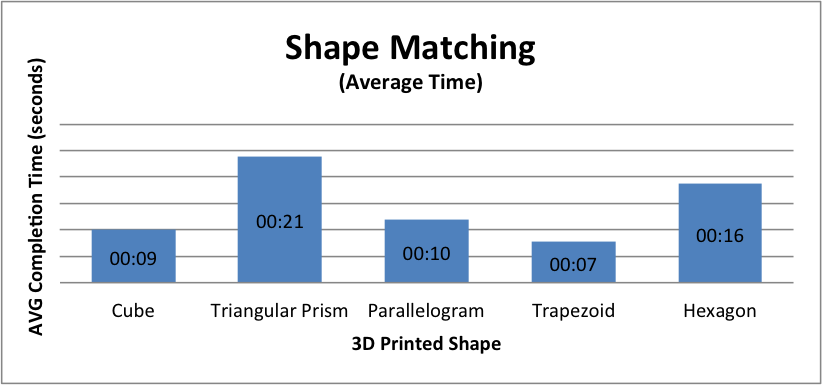 Shape Matching
(Average Time)
AVG Completion Time (seconds)
00:09
00:21
00:10
00:07
00:16
Cube
Triangular Prism
Parallelogram
Trapezoid
Hexagon
3D Printed Shape